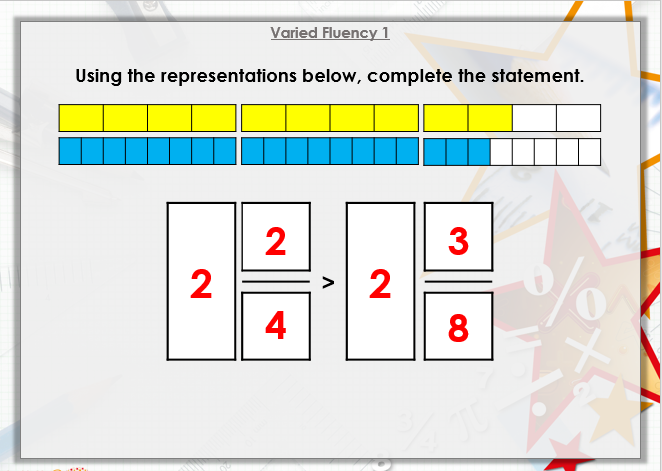 Varied Fluency 1
Using the representations below, complete the statement.
2 2/4 > 2 3/8